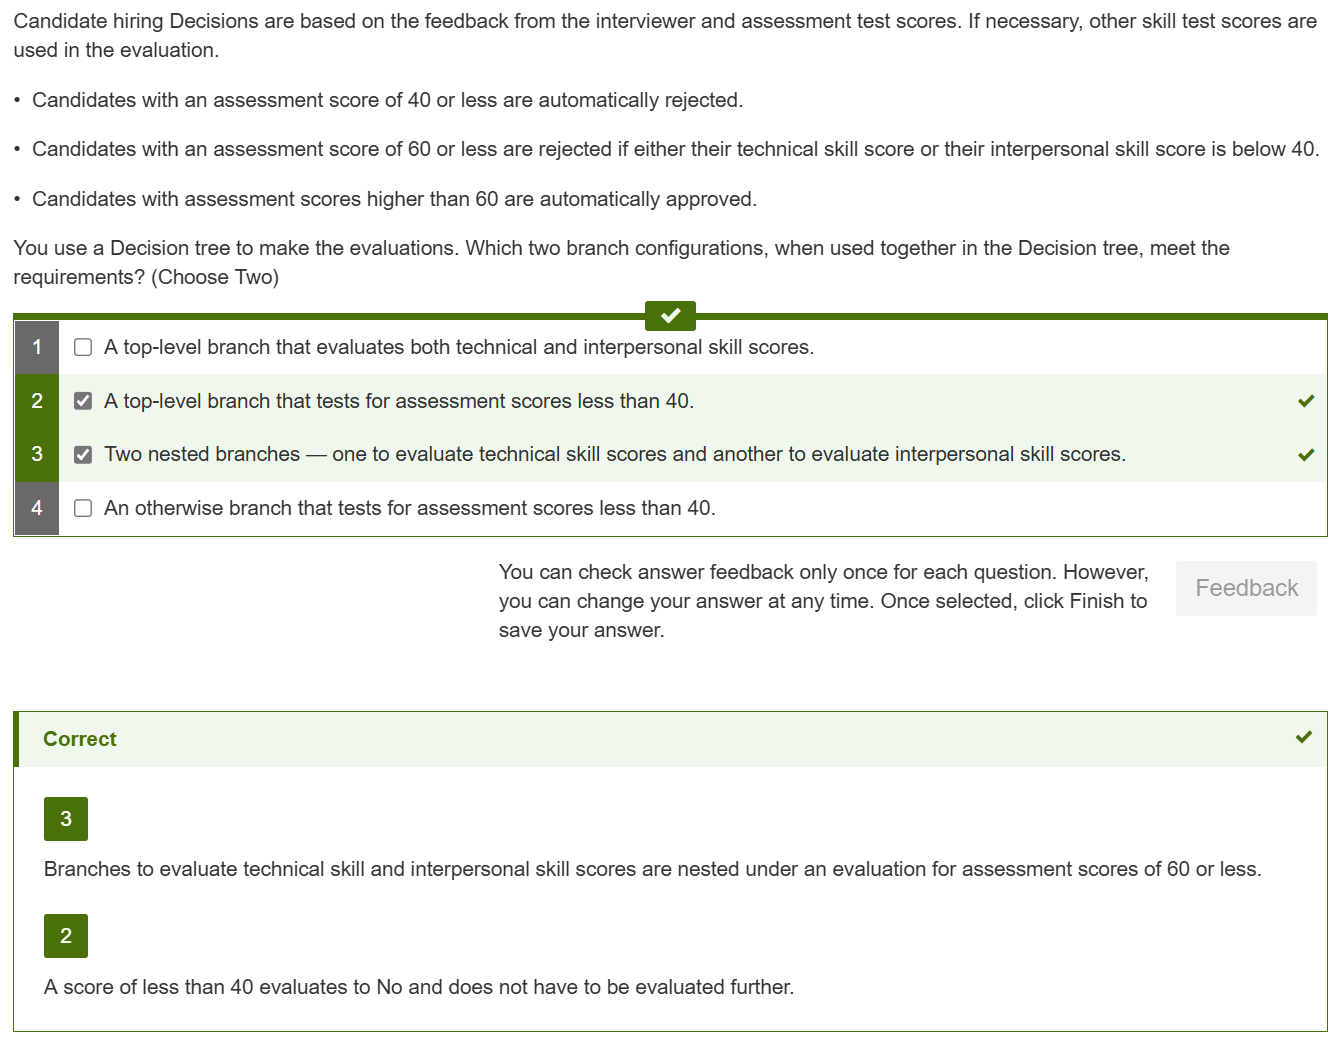 Candidate hiring Decisions are based on the feedback from the interviewer and assessment test scores. If necessary, other skill test scores are
used in the evaluation.
• Candidates with an assessment score of 40 or less are automatically rejected.
• Candidates with an assessment score of 60 or less are rejected if either their technical skill score or their interpersonal skill score is below 40.
• Candidates with assessment scores higher than 60 are automatically approved.
You use a Decision tree to make the evaluations. Which two branch configurations, when used together in the Decision tree, meet the
requirements? (Choose Two)
1 A top-level branch that evaluates both technical and interpersonal skill scores.
2 A top-level branch that tests for assessment scores less than 40.
3 Two nested branches — one to evaluate technical skill scores and another to evaluate interpersonal skill scores.
4 An otherwise branch that tests for assessment scores less than 40.
You can check answer feedback only once for each question. However,
you can change your answer at any time. Once selected, click Finish to
save your answer.
Feedback
Correct
3
Branches to evaluate technical skill and interpersonal skill scores are nested under an evaluation for assessment scores of 60 or less.
2
A score of less than 40 evaluates to No and does not have to be evaluated further.